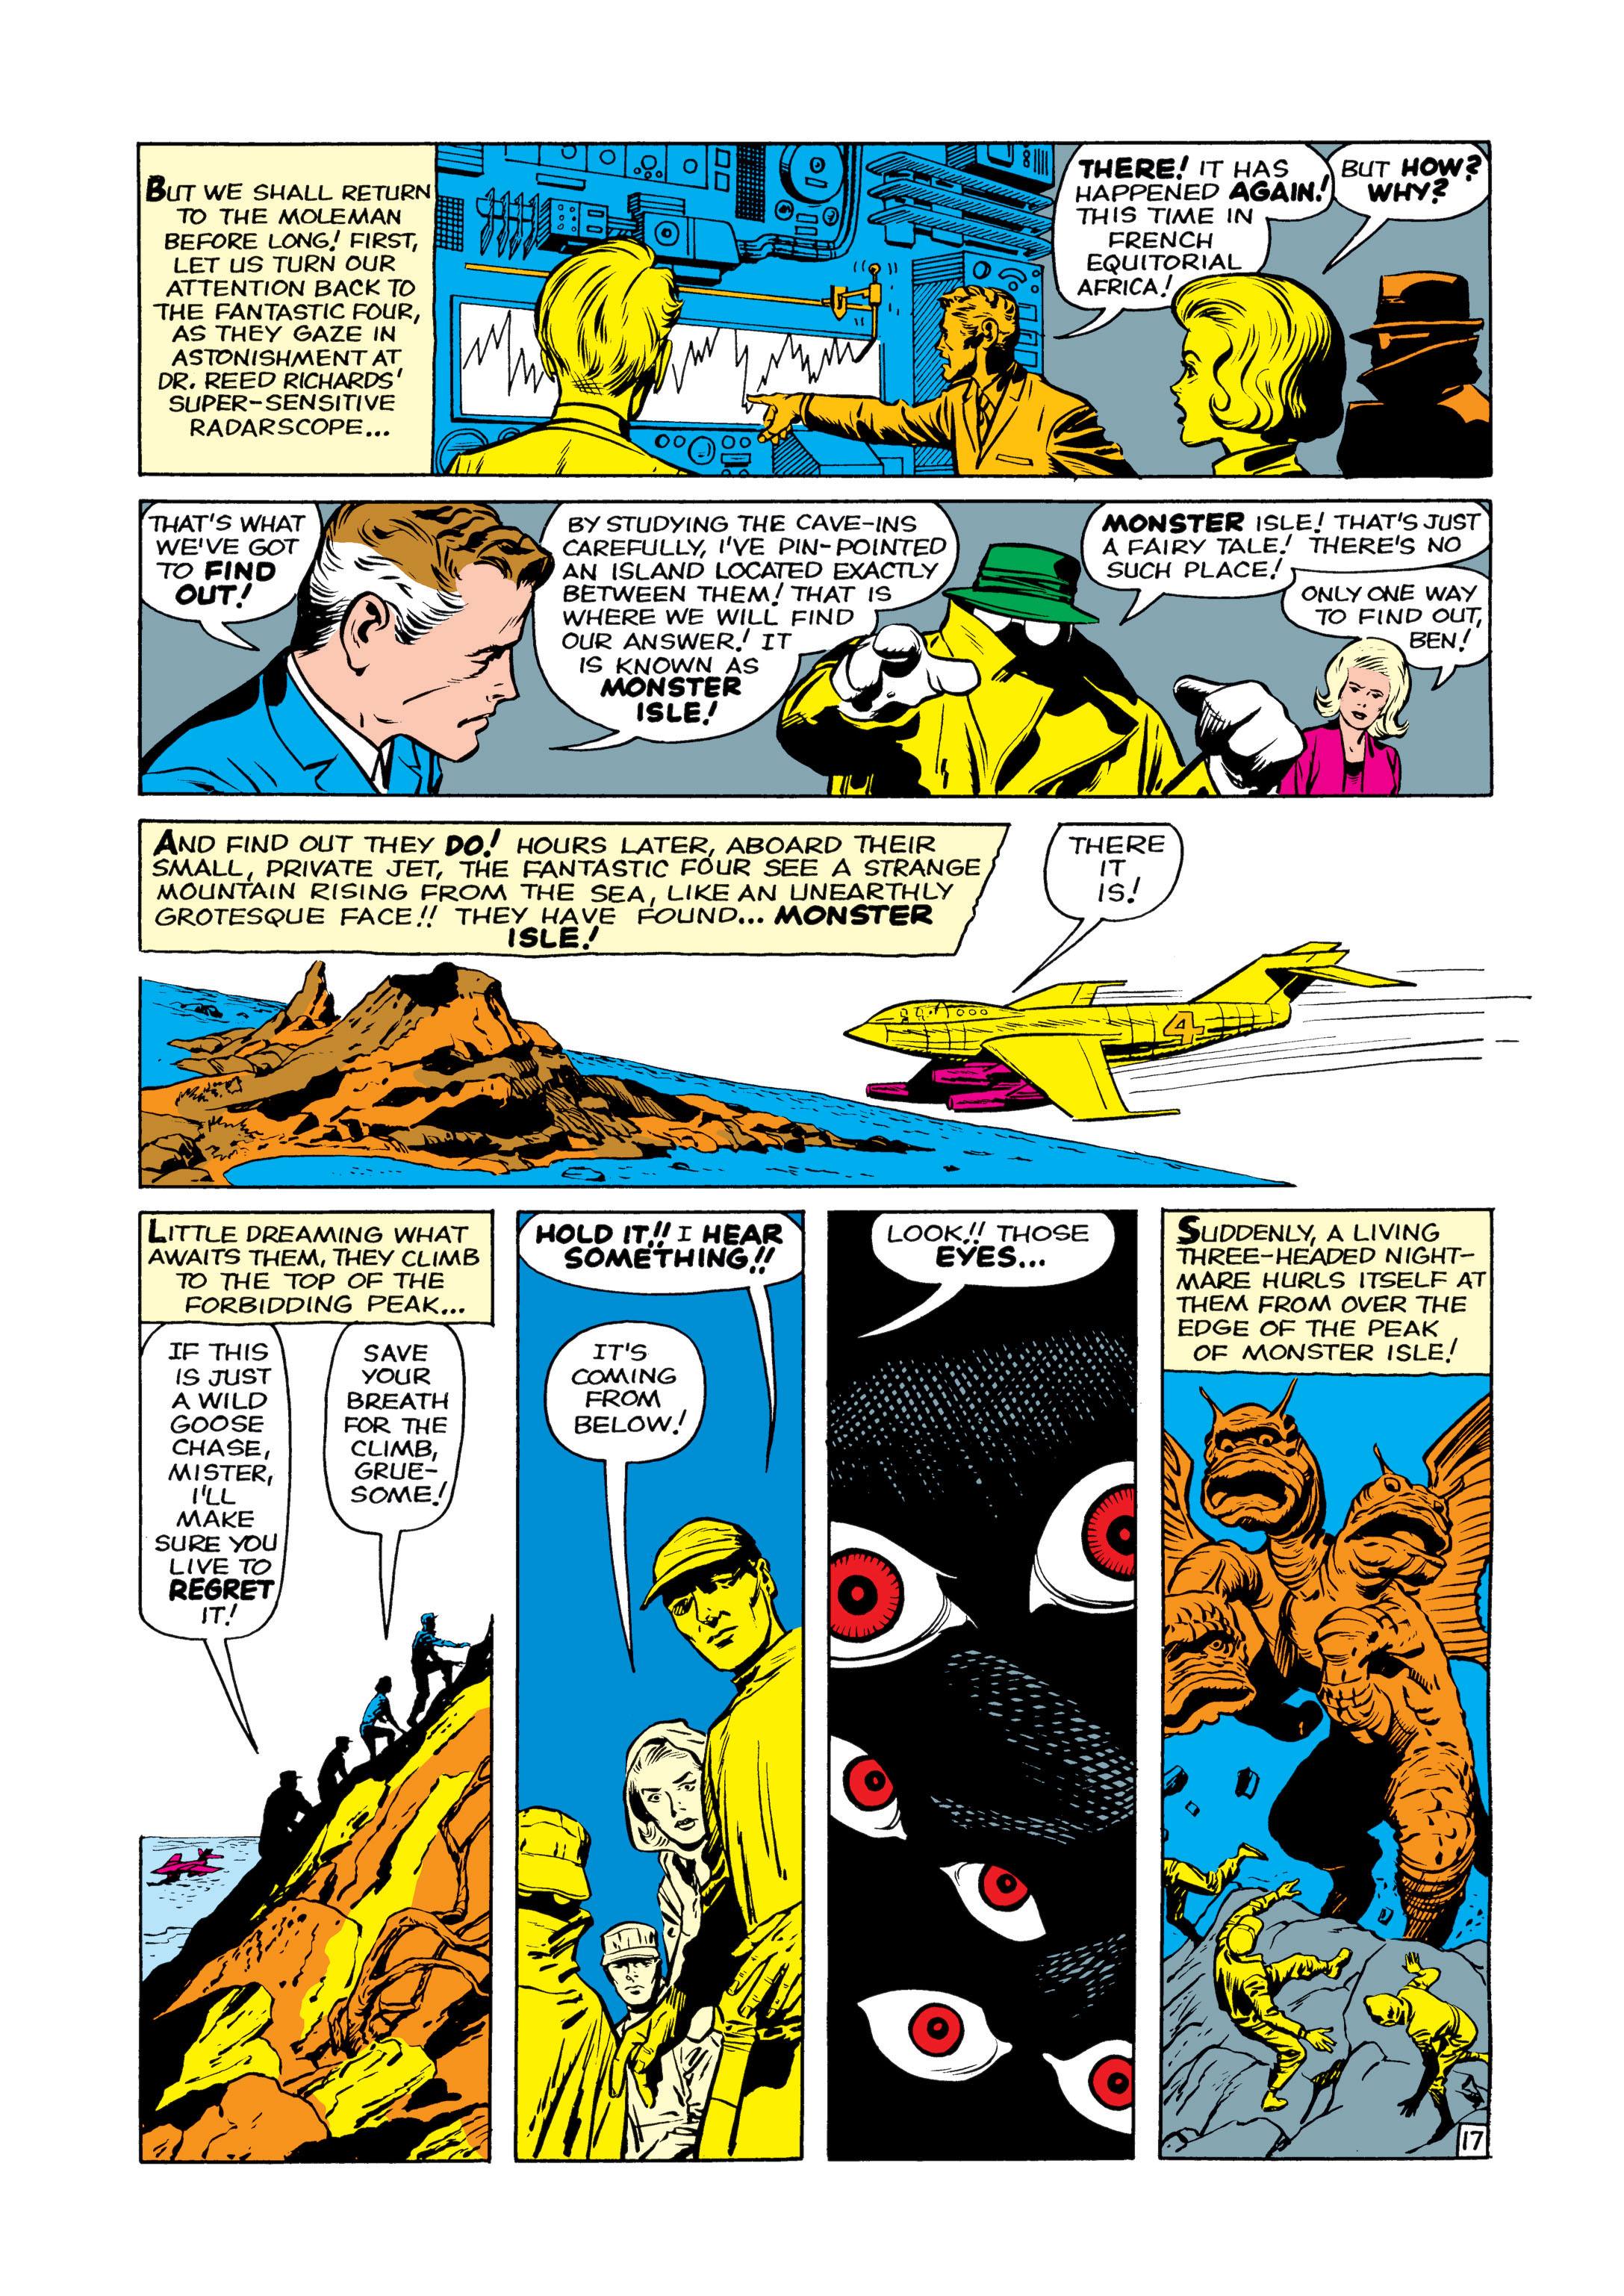 BUT WE SHALL RETURN
TO THE MOLEMAN
BEFORE LONG! FIRST,
LET US TURN OUR
ATTENTION BACK TO
THE FANTASTIC FOUR,
AS THEY GAZE IN
ASTONISHMENT AT
DR. REED RICHARDS'
SUPER-SENSITIVE
RADARSCOPE...
THERE! IT HAS
HAPPENED AGAIN!
THIS TIME IN
FRENCH
EQUITORIAL
AFRICA!
BUT HOW?
WHY?
THAT'S WHAT
WE'VE GOT
TO FIND
OUT!
BY STUDYING THE CAVE-INS
CAREFULLY, I'VE PIN-POINTED
AN ISLAND LOCATED EXACTLY
BETWEEN THEM! THAT IS
WHERE WE WILL FIND
OUR ANSWER! IT
IS KNOWN AS
MONSTER
ISLE!
MONSTER ISLE! THAT'S JUST
A FAIRY TALE! THERE'S NO
SUCH PLACE!
ONLY ONE WAY
TO FIND OUT,
BEN!
AND FIND OUT THEY DO! HOURS LATER, ABOARD THEIR
SMALL, PRIVATE JET, THE FANTASTIC FOUR SEE A STRANGE
MOUNTAIN RISING FROM THE SEA, LIKE AN UNEARTHLY
GROTESQUE FACE!! THEY HAVE FOUND... MONSTER
ISLE!
THERE
IT
IS!
4
LITTLE DREAMING WHAT
AWAITS THEM, THEY CLIMB
TO THE TOP OF THE
FORBIDDING PEAK...
IF THIS
IS JUST
A WILD
GOOSE
CHASE,
MISTER,
I'LL
MAKE
SURE YOU
LIVE TO
REGRET
IT!
SAVE
YOUR
BREATH
FOR THE
CLIMB,
GRUE-
SOME!
HOLD IT!! I HEAR
SOMETHING!!
IT'S
COMING
FROM
BELOW!
LOOK!! THOSE
EYES...
SUDDENLY, A LIVING
THREE-HEADED NIGHT-
MARE HURLS ITSELF AT
THEM FROM OVER THE
EDGE OF THE PEAK
OF MONSTER ISLE!
17